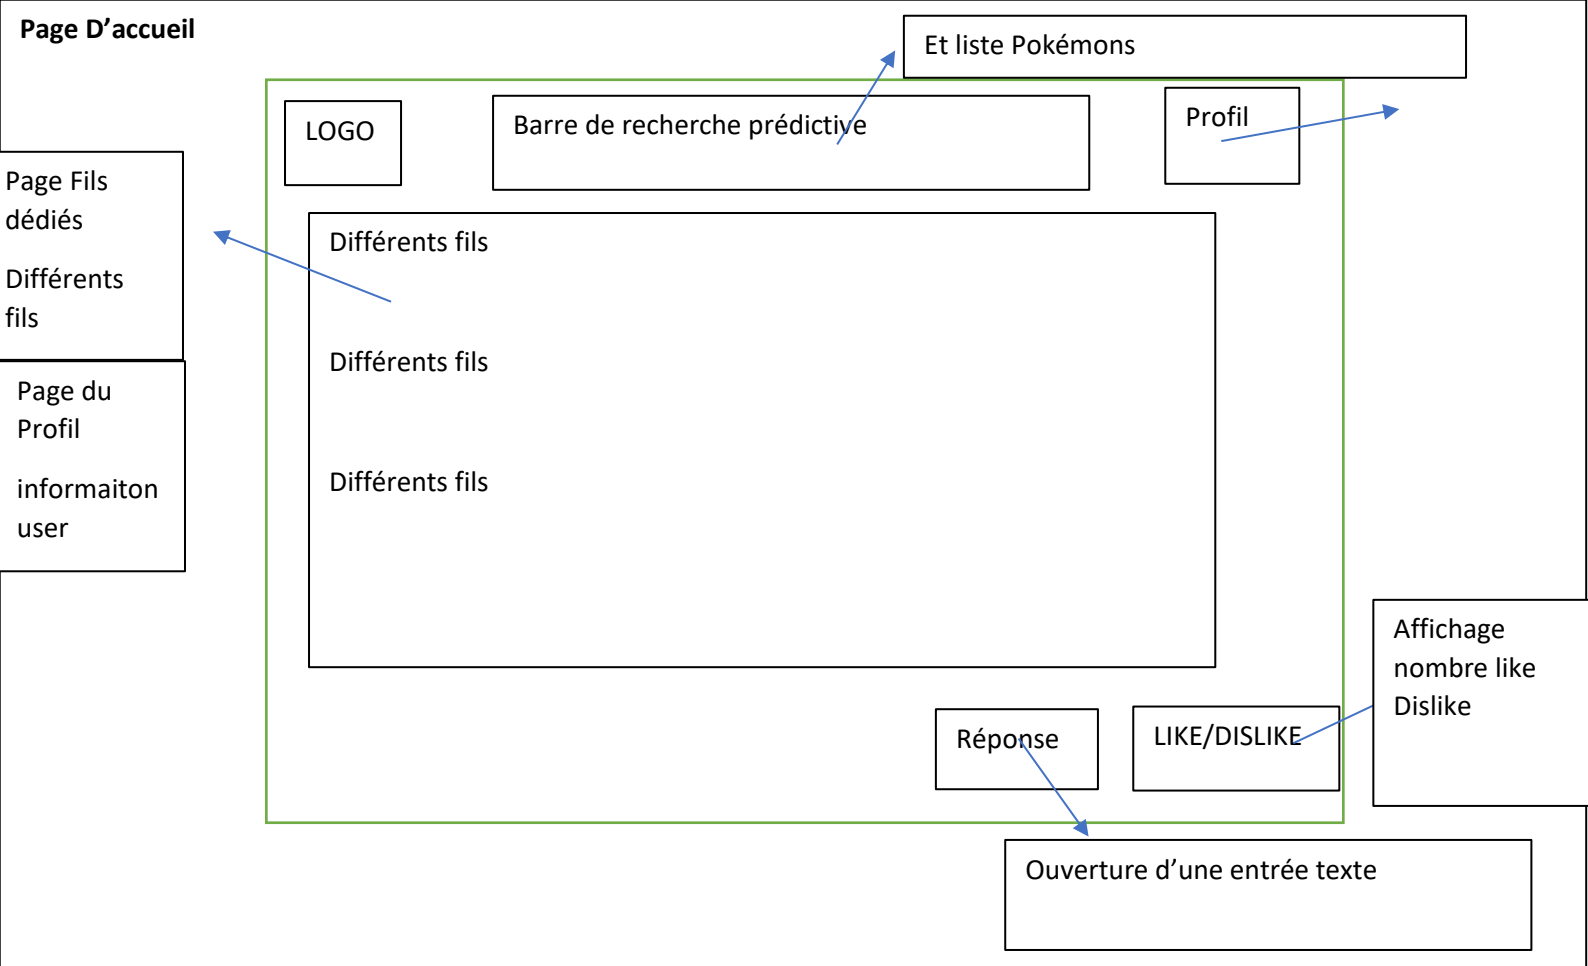 Page D’accueil
Et liste Pokémons
LOGO
Barre de recherche prédictive
Profil
Page Fils
dédiés
Différents
fils
Différents fils
Différents fils
Différents fils
Page du
Profil
informaiton
user
Affichage
nombre like
Dislike
Réponse
LIKE/DISLIKE
Ouverture d’une entrée texte